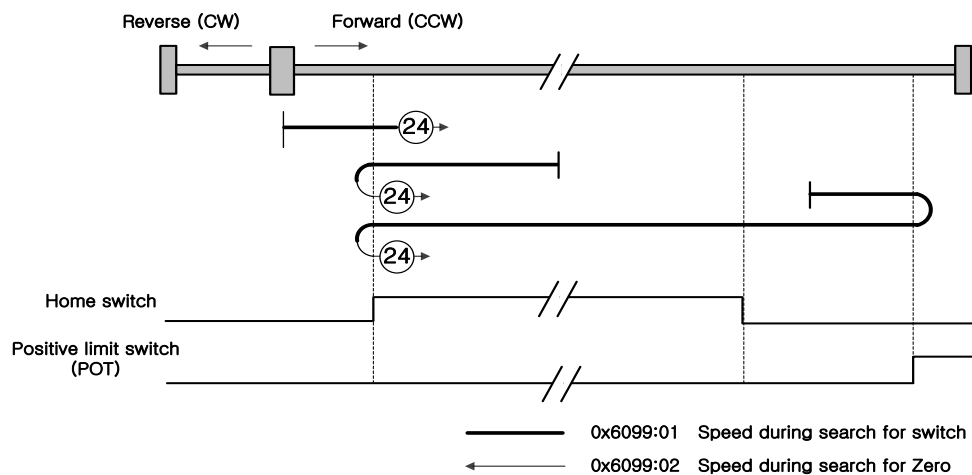 Reverse (CW)
Forward (CCW)
24
24
24
Home switch
Positive limit switch
(POT)
0x6099:01 Speed during search for switch
0x6099:02 Speed during search for Zero